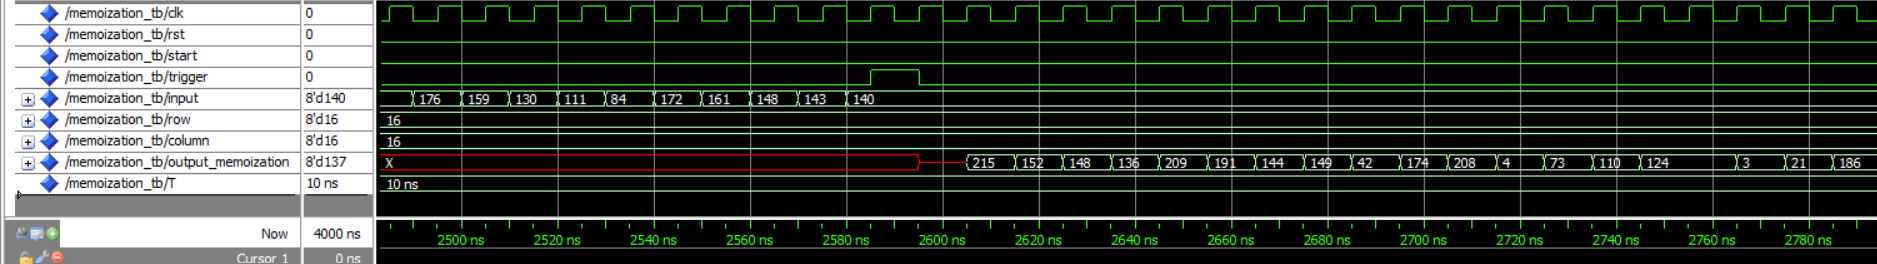 /memoization_tb/clk 0
/memoization_tb/rst 0
/memoization_tb/start 0
/memoization_tb/trigger 0
/memoization_tb/input 8'd140 176 159 130 111 84 172 161 148 143 140
/memoization_tb/row 8'd16 16
/memoization_tb/column 8'd16 16
/memoization_tb/output_memoization 8'd137 X 215 152 148 136 209 191 144 149 42 174 208 4 73 110 124 3 21 186
/memoization_tb/T 10 ns 10 ns
Now 4000 ns 2500 ns 2520 ns 2540 ns 2560 ns 2580 ns 2600 ns 2620 ns 2640 ns 2660 ns 2680 ns 2700 ns 2720 ns 2740 ns 2760 ns 2780 ns
Cursor 1 0 ns